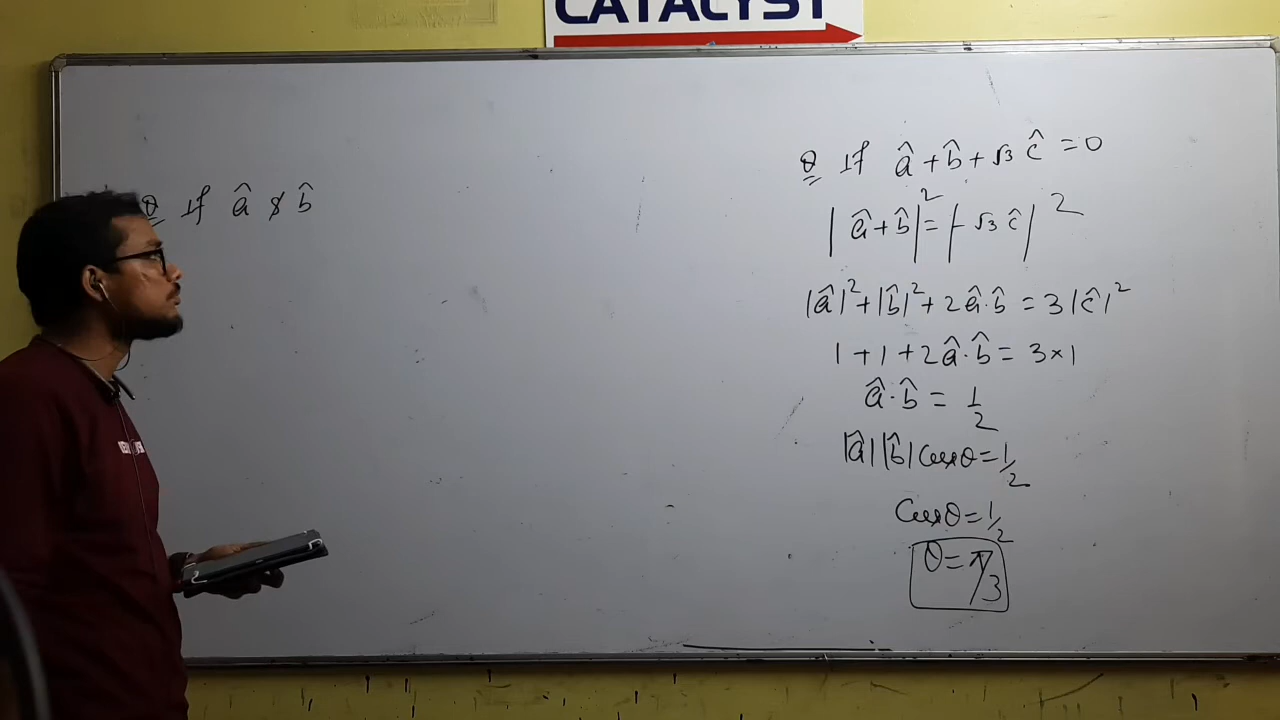 CATALYST
Q If â & b̂
Q If â + b̂ + √3 ĉ = 0
|â + b̂|² = |-√3 ĉ|²
|â|² + |b̂|² + 2â·b̂ = 3|ĉ|²
1 + 1 + 2â·b̂ = 3×1
â·b̂ = 1/2
|â||b̂| cosθ = 1/2
cosθ = 1/2
θ = π/3